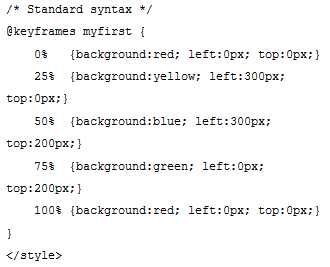 /* Standard syntax */
@keyframes myfirst {
    0%   {background:red; left:0px; top:0px;}
    25%  {background:yellow; left:300px;
top:0px;}
    50%  {background:blue; left:300px;
top:200px;}
    75%  {background:green; left:0px;
top:200px;}
    100% {background:red; left:0px; top:0px;}
}
</style>